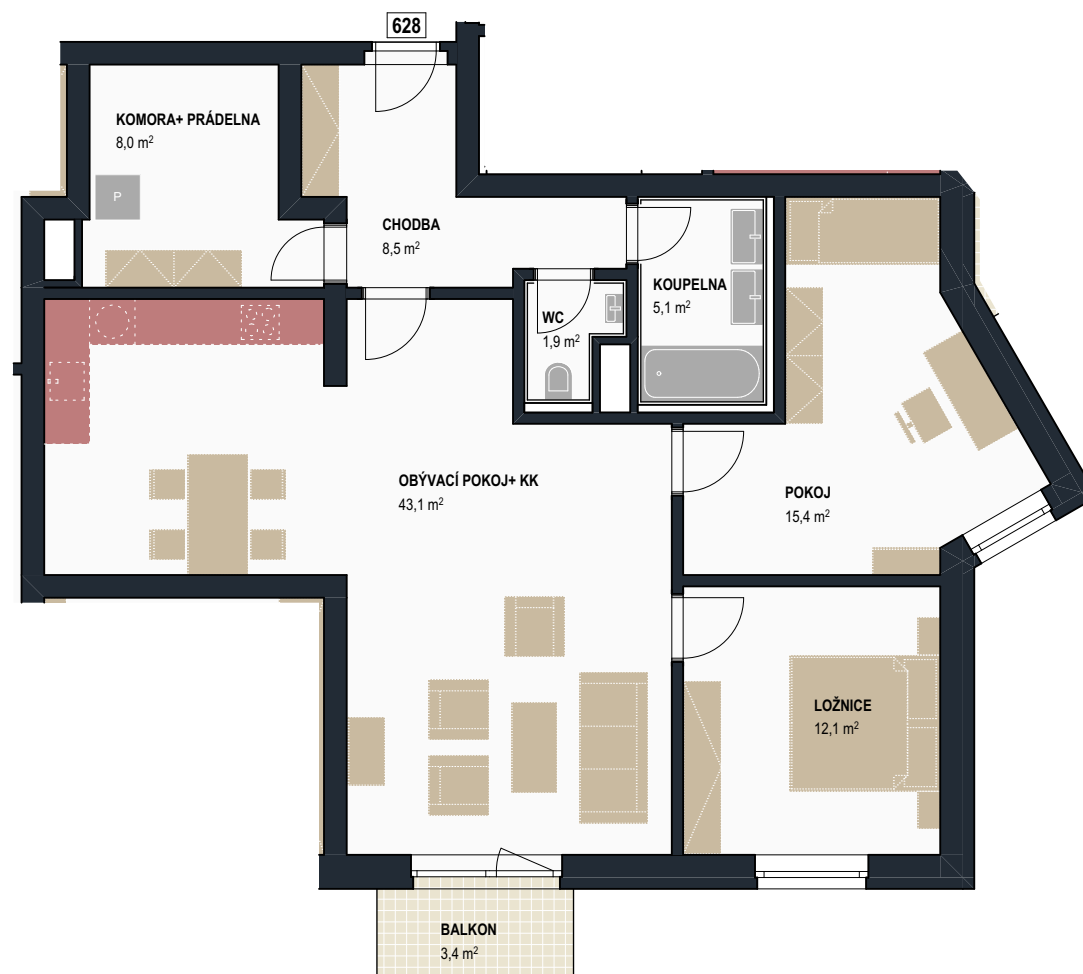 628
KOMORA+ PRÁDELNA
8,0 m²
P
CHODBA
8,5 m²
KOUPELNA
5,1 m²
WC
1,9 m²
OBÝVACÍ POKOJ+ KK
43,1 m²
POKOJ
15,4 m²
LOŽNICE
12,1 m²
BALKON
3,4 m²